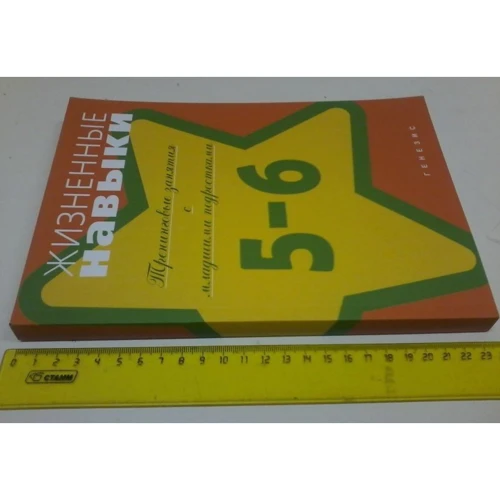 ЖИЗНЕННЫЕ
навыки
Тренинговые занятия
с
младшими подростками
5-6
ГЕНЕЗИС
0 1 2 3 4 5 6 7 8 9 10 11 12 13 14 15 16 17 18 19 20 21 22 23
СТАММ